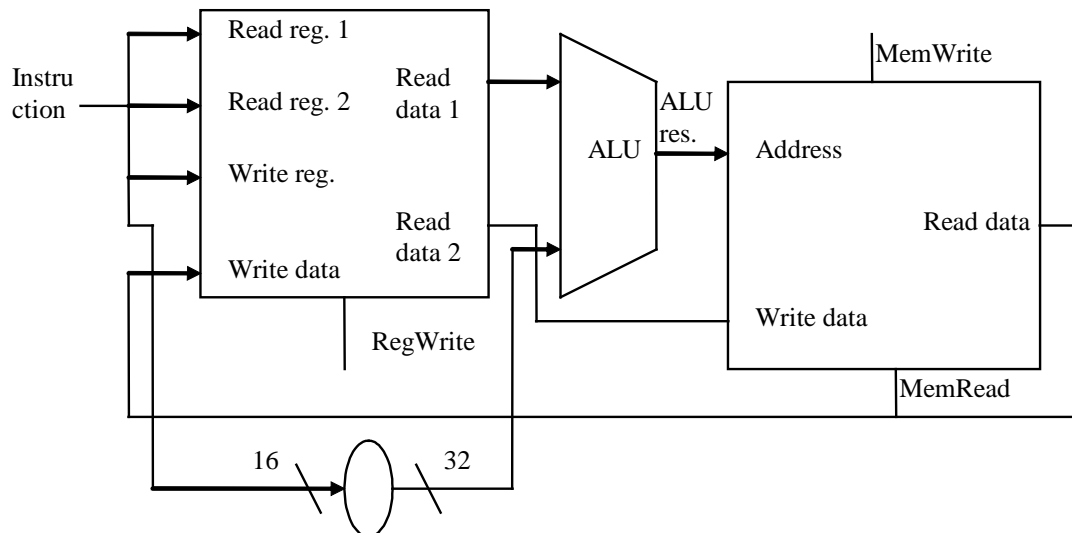 Instru
ction
Read reg. 1
Read reg. 2
Write reg.
Write data
Read
data 1
Read
data 2
RegWrite
ALU
ALU
res.
MemWrite
Address
Read data
Write data
MemRead
16
32